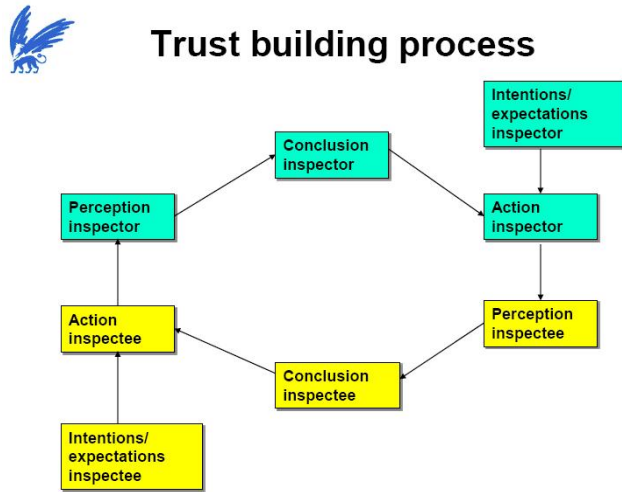 Trust building process
Intentions/
expectations
inspector
Conclusion
inspector
Perception
inspector
Action
inspector
Action
inspectee
Perception
inspectee
Conclusion
inspectee
Intentions/
expectations
inspectee